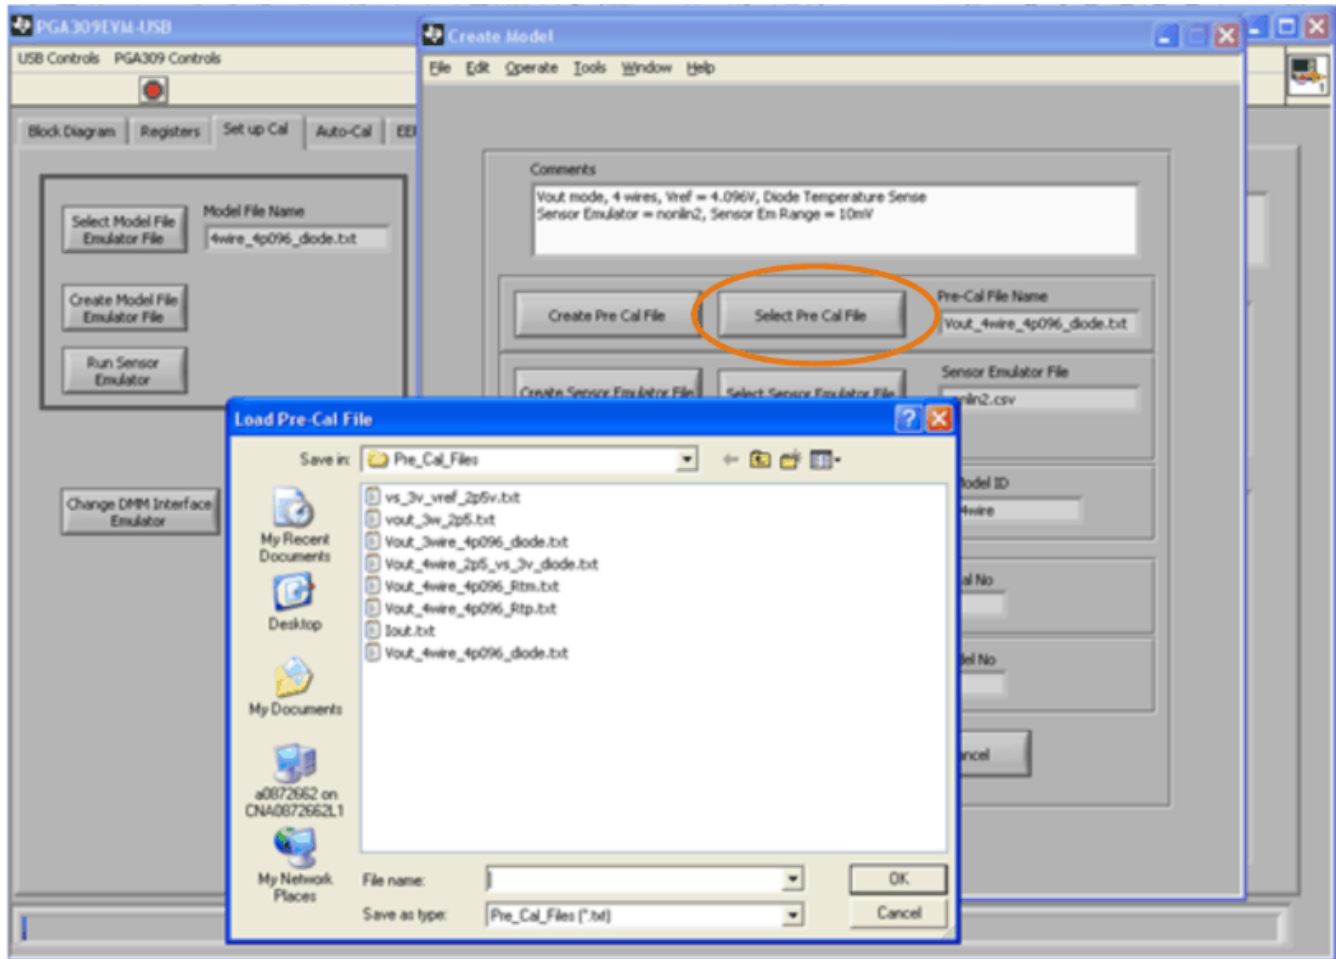 PGA309EVM-USB
USB Controls PGA309 Controls
Block Diagram Registers Set up Cal Auto-Cal
Select Model File
Emulator File
Model File Name
4wire_4p096_diode.txt
Create Model File
Emulator File
Run Sensor
Emulator
Change DMM Interface
Emulator
Create Model
File Edit Operate Tools Window Help
Comments
Vout mode, 4 wires, Vref = 4.096V, Diode Temperature Sense
Sensor Emulator = nonlin2, Sensor Em Range = 10mV
Create Pre Cal File
Select Pre Cal File
Pre-Cal File Name
Vout_4wire_4p096_diode.txt
Create Sensor Emulator File
Select Sensor Emulator File
Sensor Emulator File
nonlin2.csv
odel ID
4wire
al No
del No
ancel
Load Pre-Cal File
Save in: Pre_Cal_Files
My Recent
Documents
Desktop
My Documents
a0872662 on
CNA0872662L1
My Network
Places
vs_3v_vref_2p5v.txt
vout_3w_2p5.txt
Vout_3wire_4p096_diode.txt
Vout_4wire_2p5_vs_3v_diode.txt
Vout_4wire_4p096_Rtm.txt
Vout_4wire_4p096_Rtp.txt
Iout.txt
Vout_4wire_4p096_diode.txt
File name:
OK
Save as type: Pre_Cal_Files (*.txt)
Cancel